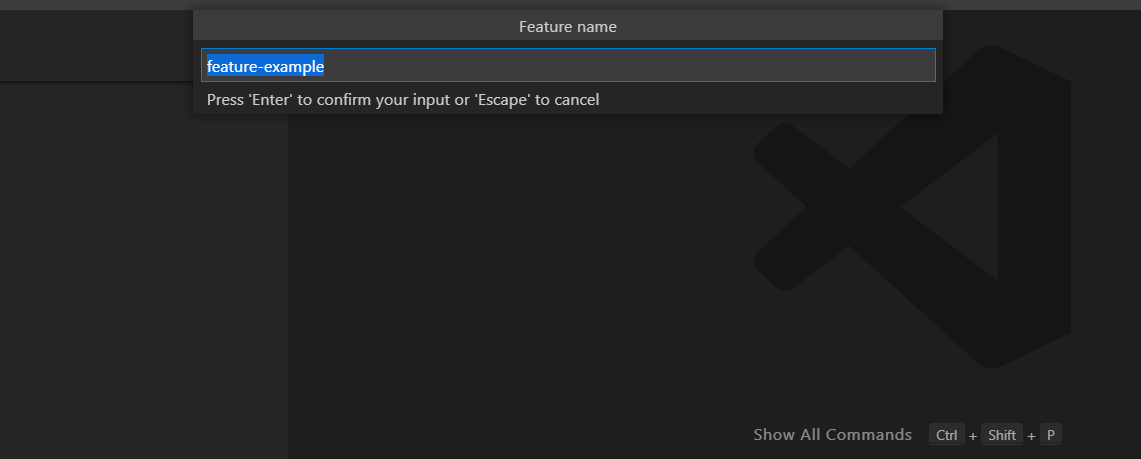 Feature name
feature-example
Press 'Enter' to confirm your input or 'Escape' to cancel
Show All Commands Ctrl + Shift + P